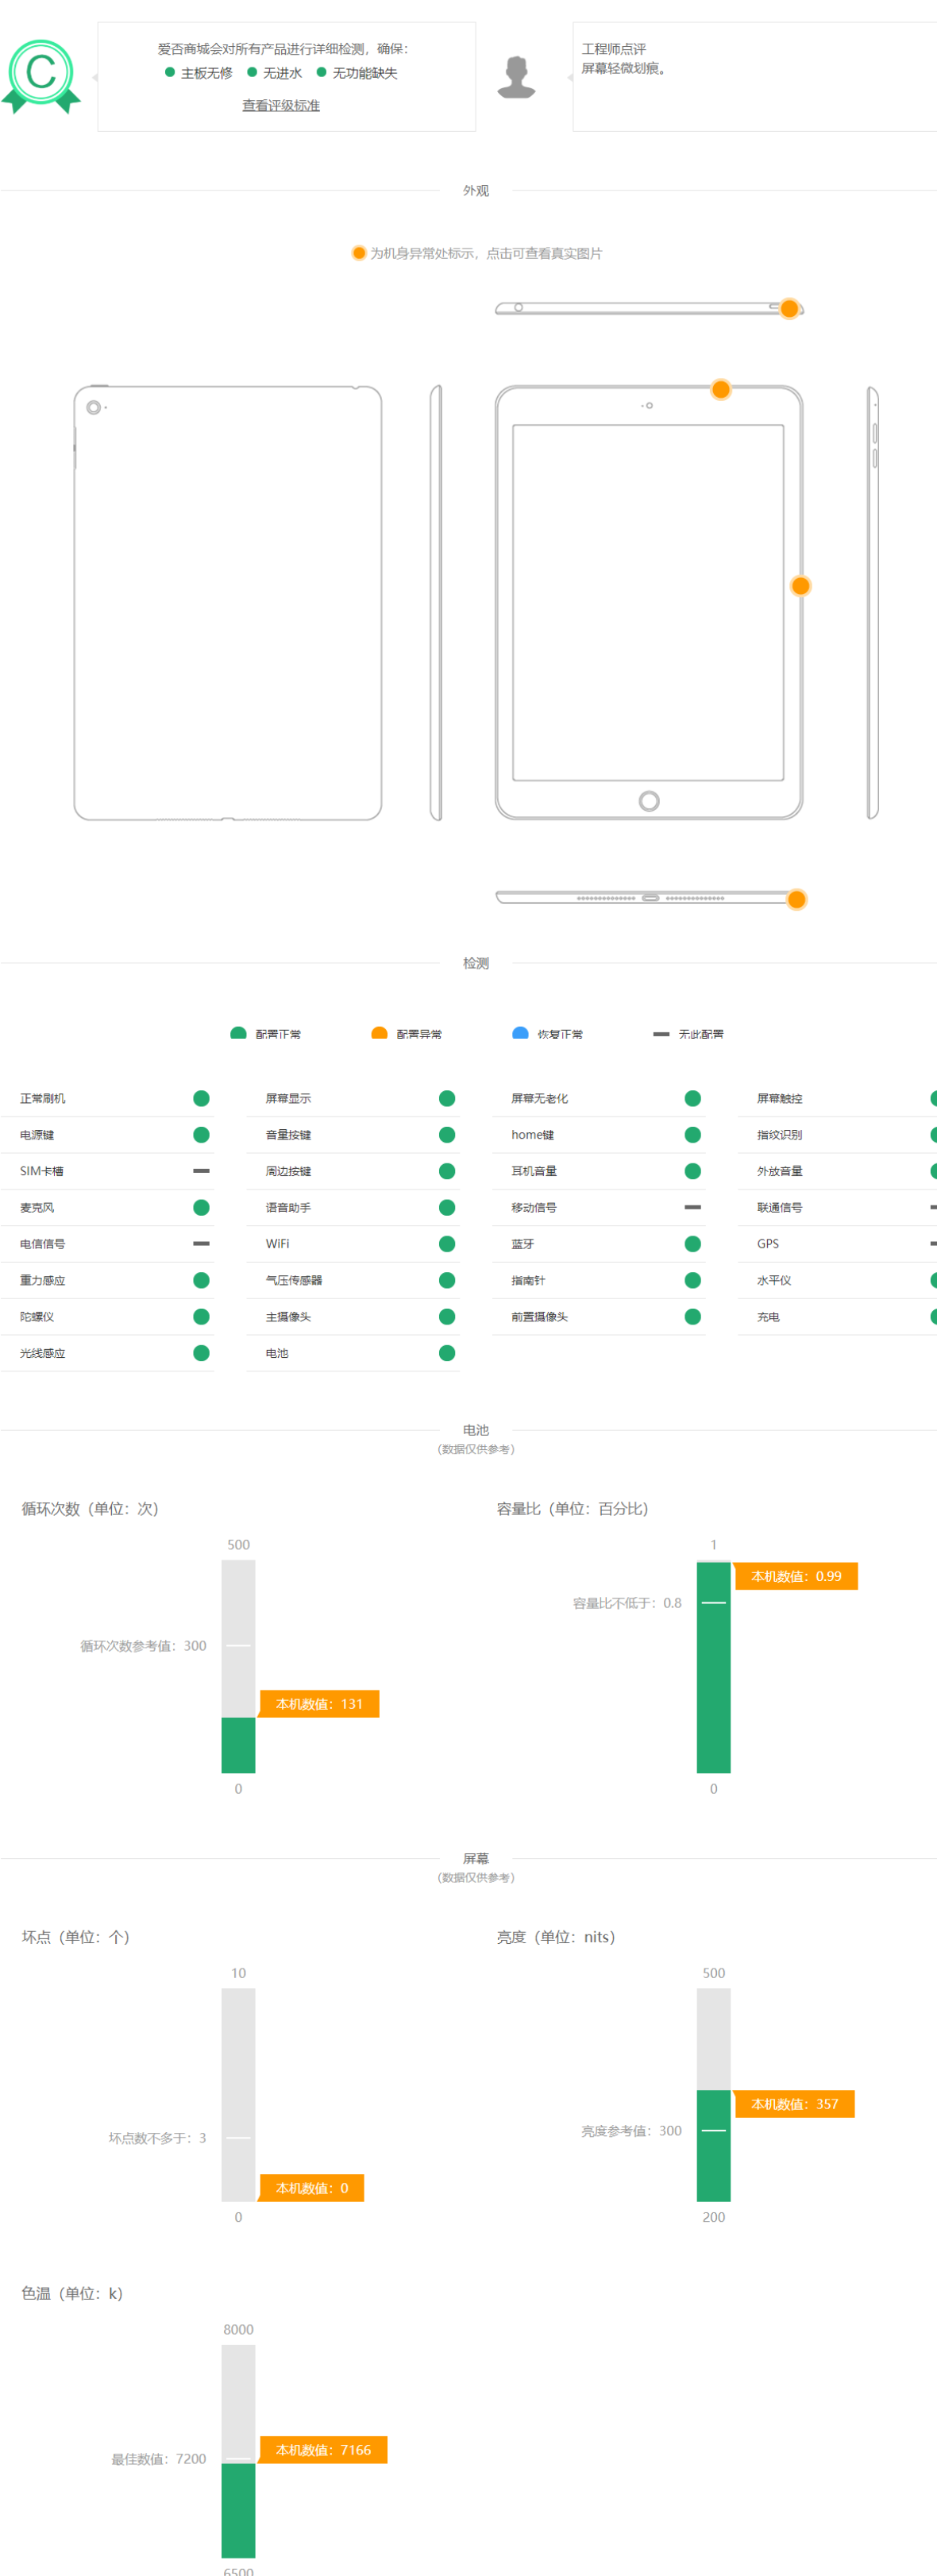 C
爱否商城会对所有产品进行详细检测，确保：
主板无修 无进水 无功能缺失
查看评级标准
工程师点评
屏幕轻微划痕。
外观
为机身异常处标示，点击可查看真实图片
检测
配置正常 配置异常 恢复正常 无此配置
正常刷机 屏幕显示 屏幕无老化 屏幕触控
电源键 音量按键 home键 指纹识别
SIM卡槽 周边按键 耳机音量 外放音量
麦克风 语音助手 移动信号 联通信号
电信信号 WiFi 蓝牙 GPS
重力感应 气压传感器 指南针 水平仪
陀螺仪 主摄像头 前置摄像头 充电
光线感应 电池
电池
（数据仅供参考）
循环次数（单位：次）
500
循环次数参考值：300
本机数值：131
0
容量比（单位：百分比）
1
本机数值：0.99
容量比不低于：0.8
0
屏幕
（数据仅供参考）
坏点（单位：个）
10
坏点数不多于：3
本机数值：0
0
亮度（单位：nits）
500
本机数值：357
亮度参考值：300
200
色温（单位：k）
8000
本机数值：7166
最佳数值：7200
6500